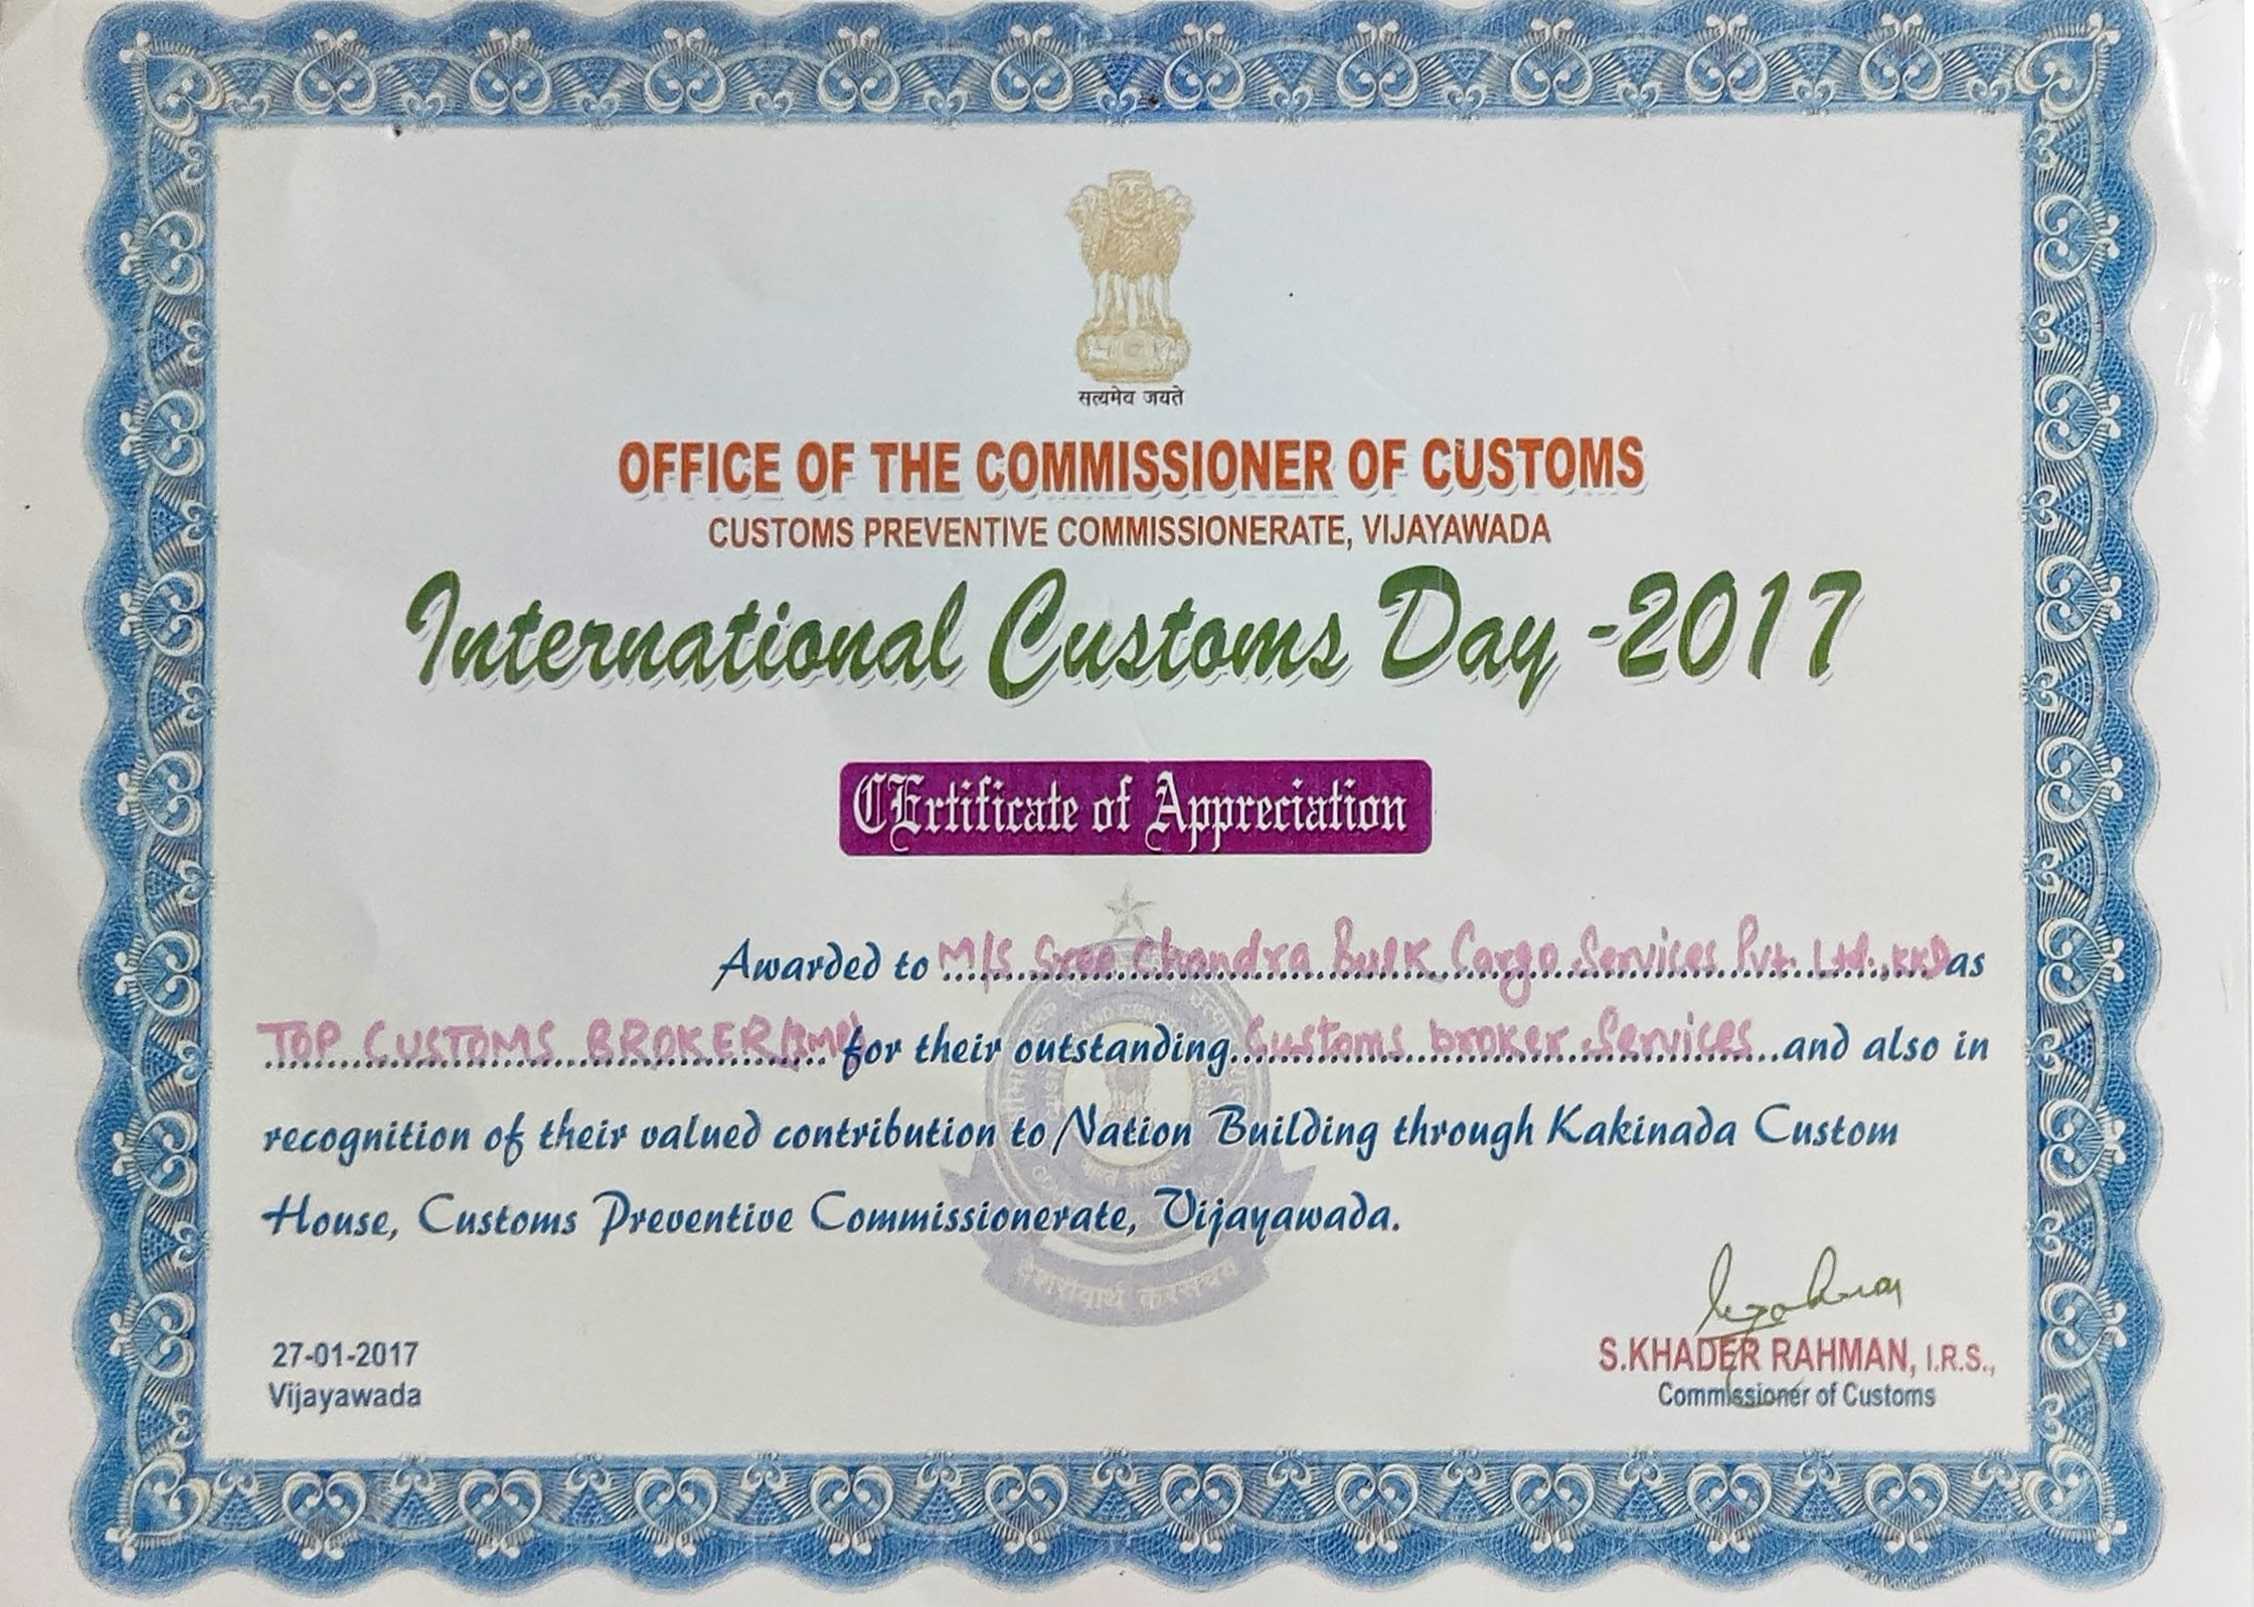 सत्यमेव जयते
OFFICE OF THE COMMISSIONER OF CUSTOMS
CUSTOMS PREVENTIVE COMMISSIONERATE, VIJAYAWADA
International Customs Day -2017
CErtificate of Appreciation
Awarded to M/S Sree Chandra Bulk Cargo Services Pvt. Ltd., KKD as
TOP CUSTOMS BROKER for their outstanding Customs broker Services and also in
recognition of their valued contribution to Nation Building through Kakinada Custom
House, Customs Preventive Commissionerate, Vijayawada.
देशसेवार्थ करसंचय
27-01-2017
Vijayawada
S.KHADER RAHMAN, I.R.S.,
Commissioner of Customs